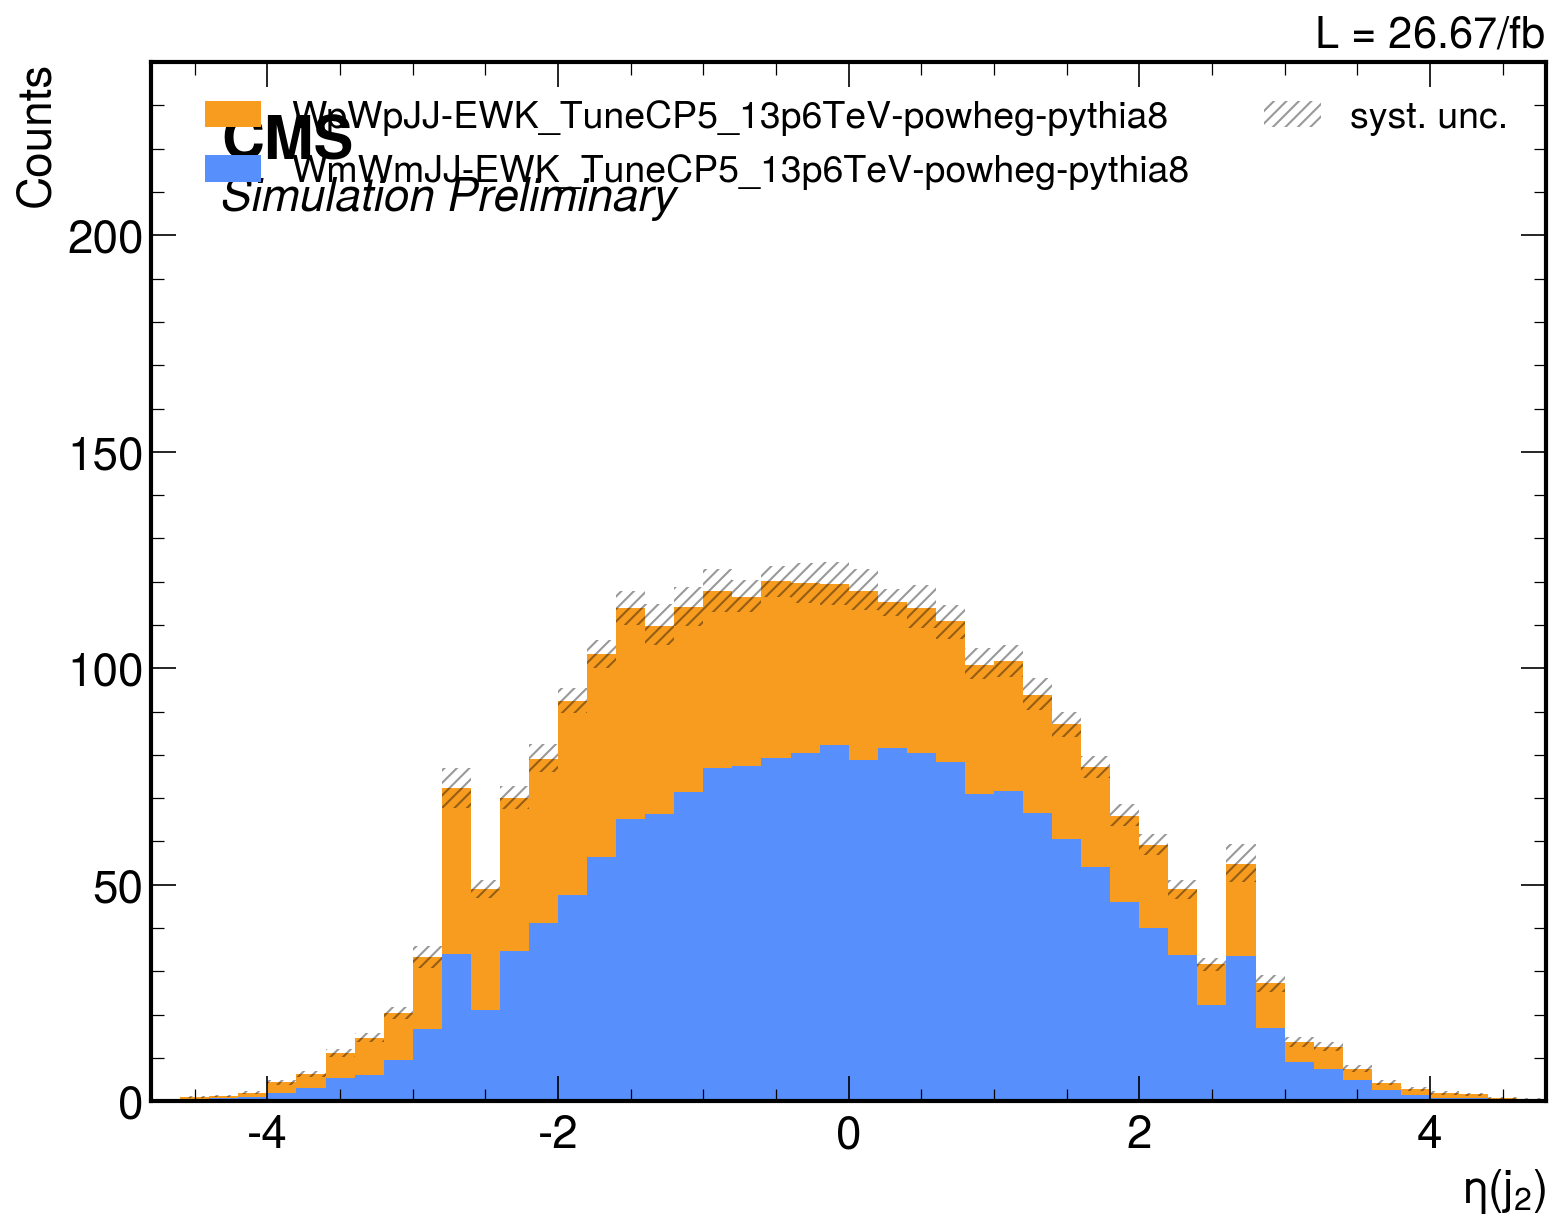 L = 26.67/fb
Counts
WpWpJJ-EWK_TuneCP5_13p6TeV-powheg-pythia8
syst. unc.
CMS
WmWmJJ-EWK_TuneCP5_13p6TeV-powheg-pythia8
Simulation Preliminary
200
150
100
50
0
-4 -2 0 2 4
η(j₂)